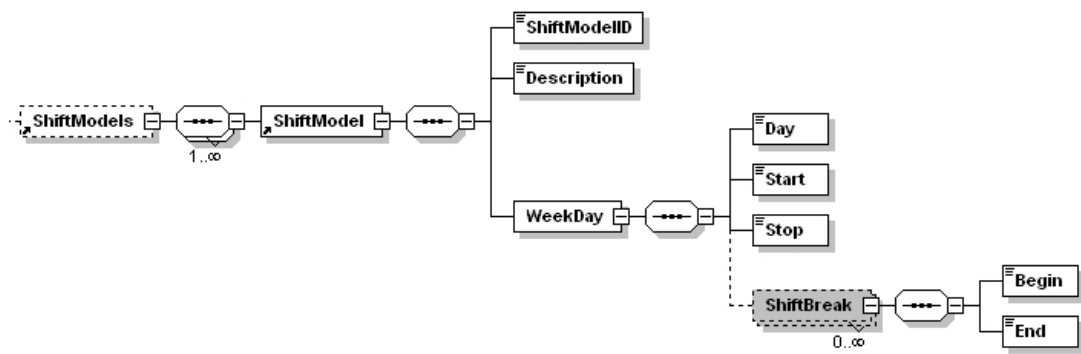 ShiftModels
1..∞
ShiftModel
ShiftModelID
Description
WeekDay
Day
Start
Stop
ShiftBreak
0..∞
Begin
End